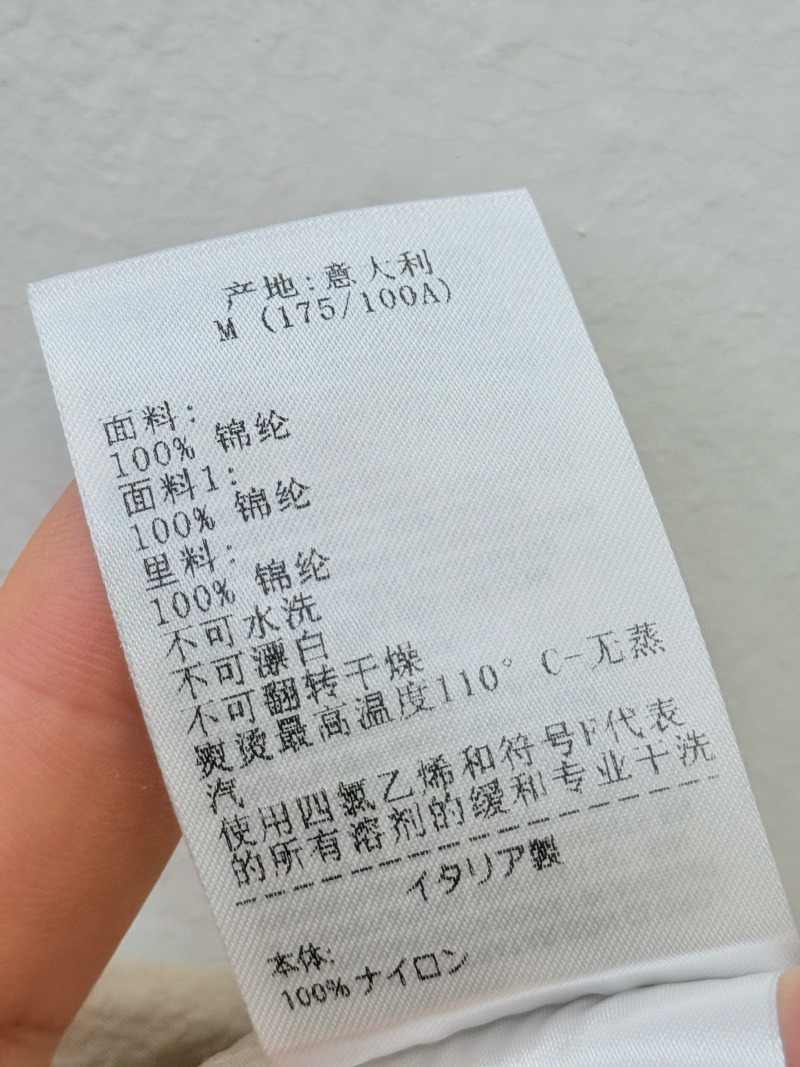 产地:意大利
M (175/100A)
面料:
100% 锦纶
面料1:
100% 锦纶
里料:
100% 锦纶
不可水洗
不可漂白
不可翻转干燥
熨烫最高温度110° C-无蒸
汽
使用四氯乙烯和符号F代表
的所有溶剂的缓和专业干洗
イタリア製
本体:
100% ナイロン